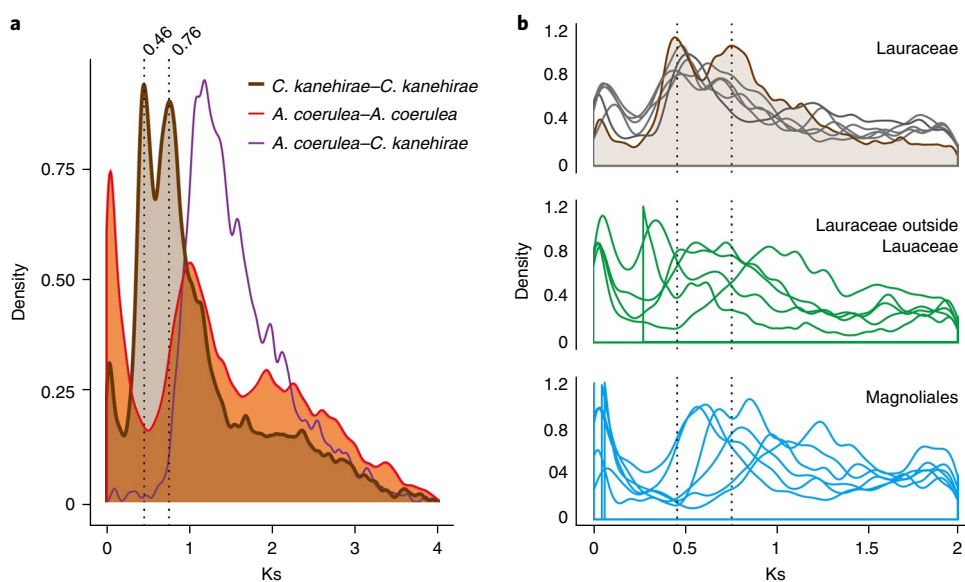 a
0.46
0.76
C. kanehirae–C. kanehirae
A. coerulea–A. coerulea
A. coerulea–C. kanehirae
0.75
0.50
0.25
0
Density
0 1 2 3 4
Ks
b
1.2
0.8
0.4
0
Lauraceae
1.2
0.8
0.4
0
Lauraceae outside
Lauaceae
Density
1.2
0.8
04
0
Magnoliales
0 0.5 1 1.5 2
Ks